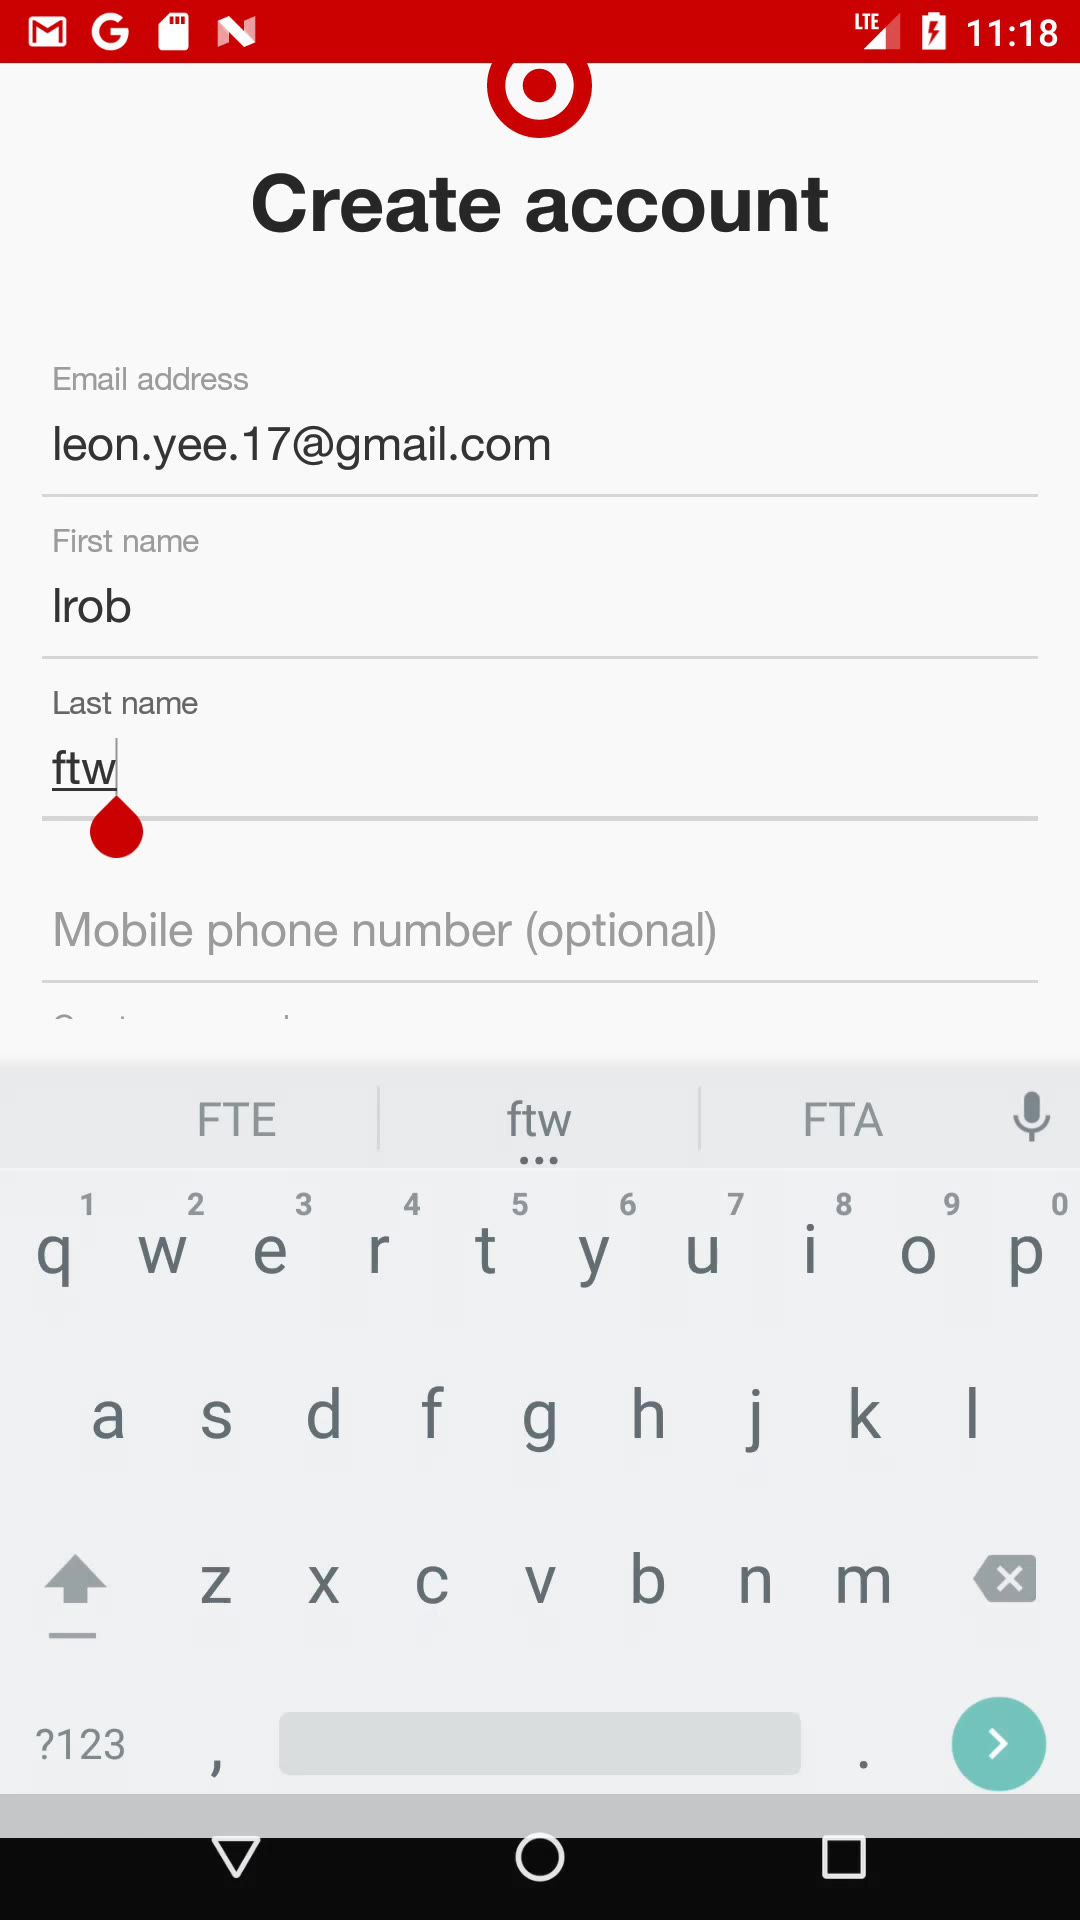 LTE 11:18
Create account
Email address
leon.yee.17@gmail.com
First name
lrob
Last name
ftw
Mobile phone number (optional)
FTE ftw FTA
1 2 3 4 5 6 7 8 9 0
q w e r t y u i o p
a s d f g h j k l
z x c v b n m
?123 , .